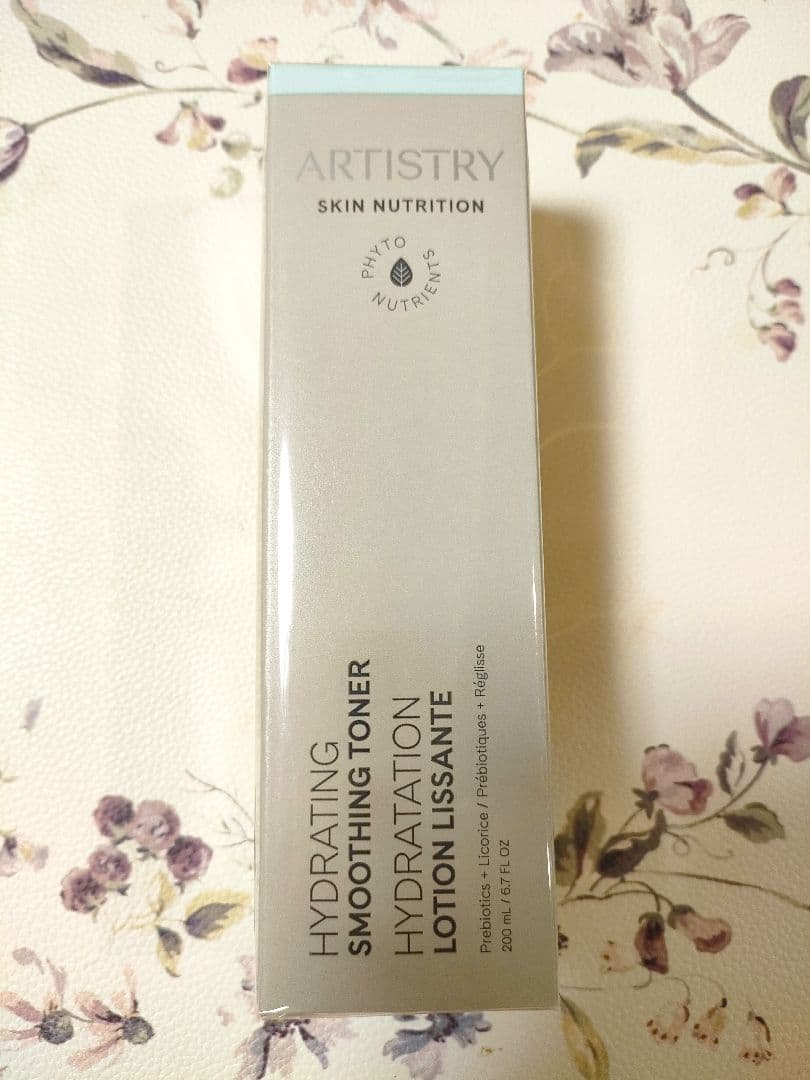 ARTISTRY
SKIN NUTRITION
PHYTO
NUTRIENTS
HYDRATING
SMOOTHING TONER
HYDRATATION
LOTION LISSANTE
Prebiotics + Licorice / Prébiotiques + Réglisse
200 mL / 6.7 FL OZ